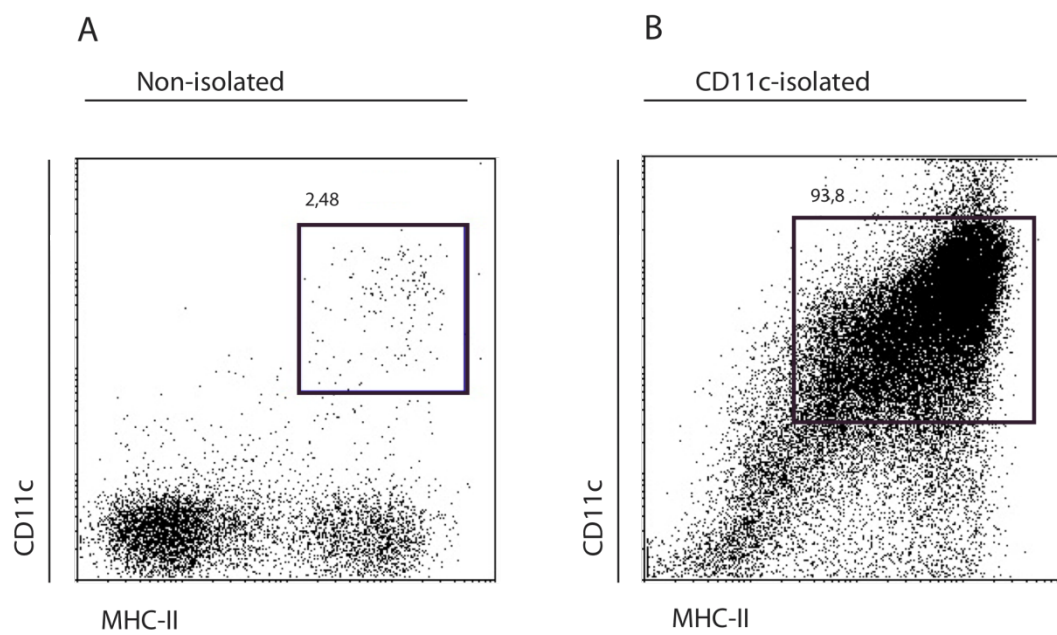 A
Non-isolated
2,48
CD11c
MHC-II
B
CD11c-isolated
93,8
CD11c
MHC-II